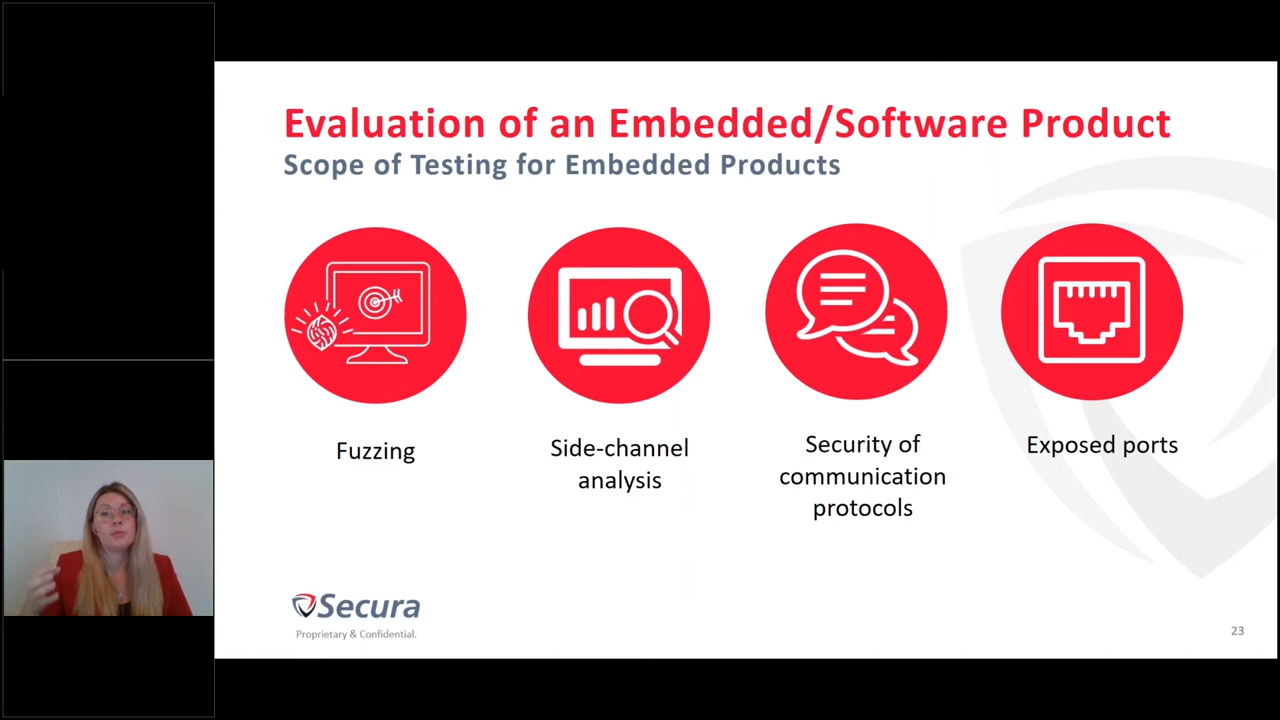 Evaluation of an Embedded/Software Product
Scope of Testing for Embedded Products
Fuzzing
Side-channel
analysis
Security of
communication
protocols
Exposed ports
Secura
Proprietary & Confidential.
23